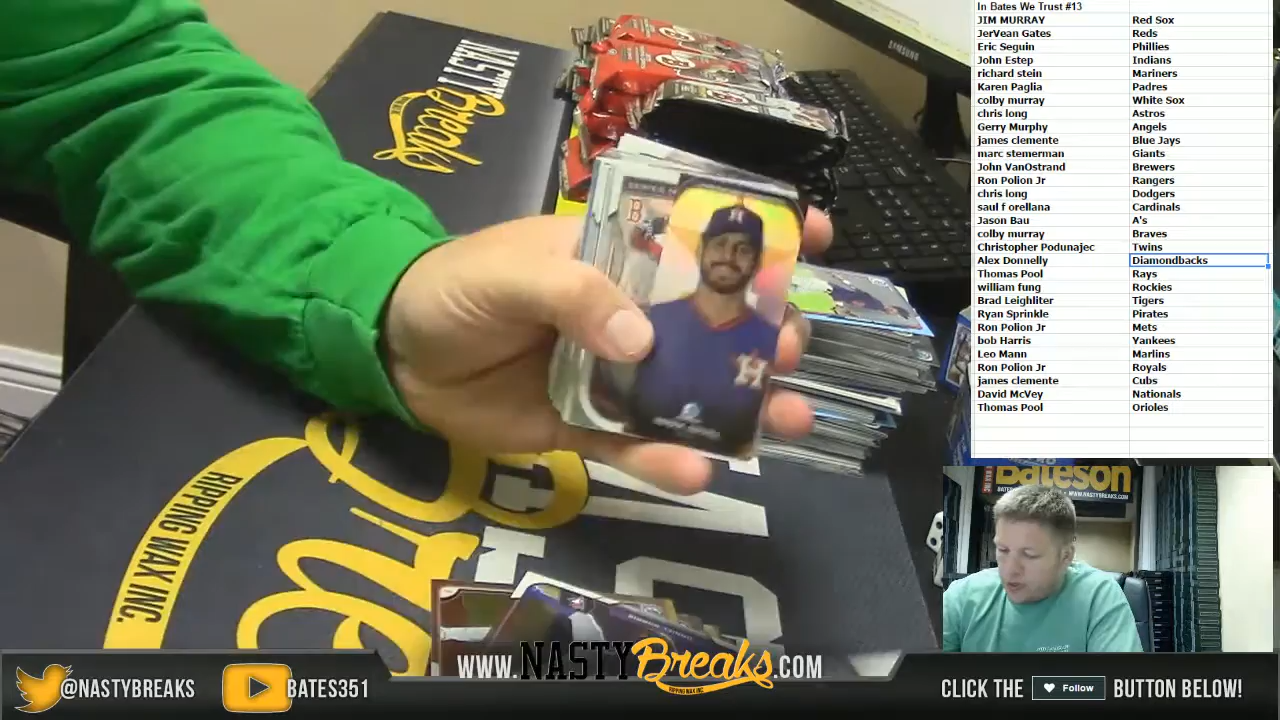 In Bates We Trust #13
JIM MURRAY Red Sox
JerVean Gates Reds
Eric Seguin Phillies
John Estep Indians
richard stein Mariners
Karen Paglia Padres
colby murray White Sox
chris long Astros
Gerry Murphy Angels
james clemente Blue Jays
marc stemerman Giants
John VanOstrand Brewers
Ron Polion Jr Rangers
chris long Dodgers
saul f orellana Cardinals
Jason Bau A's
colby murray Braves
Christopher Podunajec Twins
Alex Donnelly Diamondbacks
Thomas Pool Rays
william fung Rockies
Brad Leighliter Tigers
Ryan Sprinkle Pirates
Ron Polion Jr Mets
bob Harris Yankees
Leo Mann Marlins
Ron Polion Jr Royals
james clemente Cubs
David McVey Nationals
Thomas Pool Orioles
SAMSUNG
NASTY
Breaks
B
H
H
RIPPING WAX INC.
Bateson
WWW.NASTYBREAKS.COM
WWW.NASTYBreaks.COM
RIPPING WAX INC.
@NASTYBREAKS
BATES351
CLICK THE Follow BUTTON BELOW!